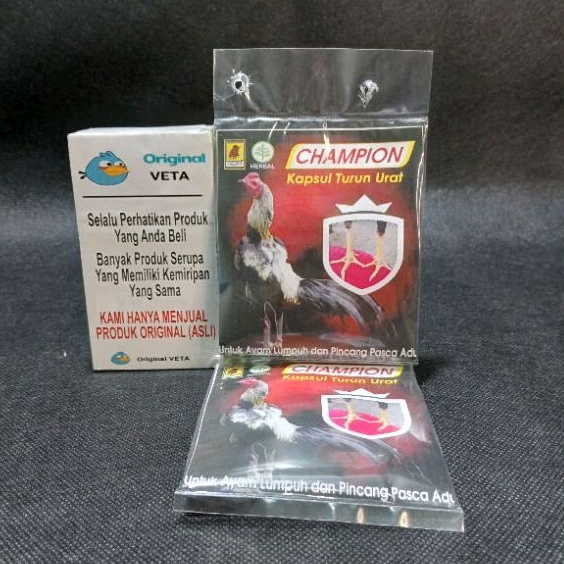 Original
VETA
Selalu Perhatikan Produk
Yang Anda Beli
Banyak Produk Serupa
Yang Memiliki Kemiripan
Yang Sama
KAMI HANYA MENJUAL
PRODUK ORIGINAL (ASLI)
Original VETA
HERBAL
CHAMPION
Kapsul Turun Urat
Untuk Ayam Lumpuh dan Pincang Pasca Adu
CHAMPION
Kapsul Turun Urat
Untuk Ayam Lumpuh dan Pincang Pasca Adu